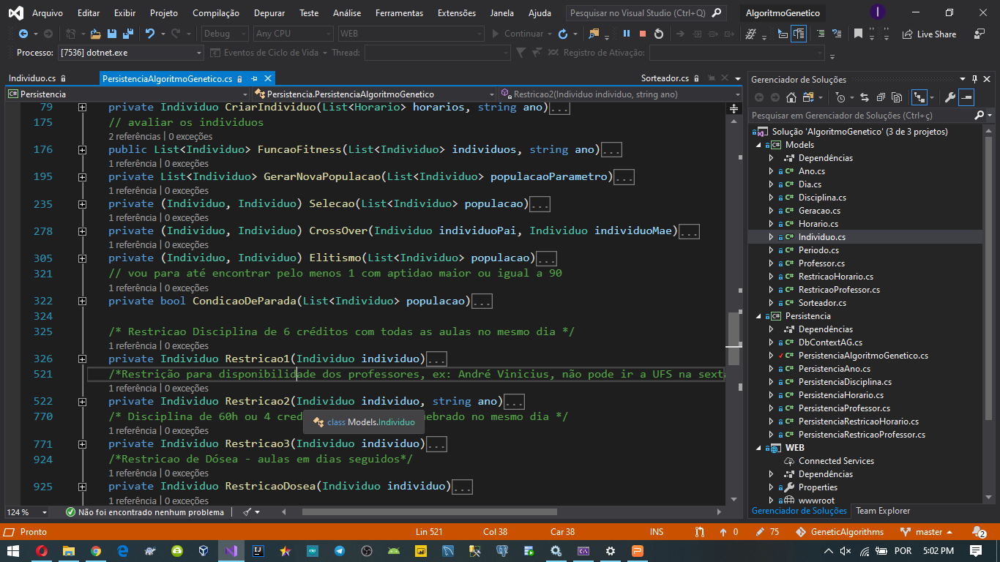 Arquivo Editar Exibir Projeto Compilação Depurar Teste Análise Ferramentas Extensões Janela Ajuda Pesquisar no Visual Studio (Ctrl+Q) AlgoritmoGenetico I
Debug Any CPU WEB Continuar Live Share
Processo: [7536] dotnet.exe Eventos de Ciclo de Vida Thread: Registro de Ativação:
Individuo.cs PersistenciaAlgoritmoGenetico.cs Sorteador.cs
Persistencia Persistencia.PersistenciaAlgoritmoGenetico Restricao2(Individuo individuo, string ano)
79 private Individuo CriarIndividuo(List<Horario> horarios, string ano)...
175 // avaliar os individuos
2 referências | 0 exceções
176 public List<Individuo> FuncaoFitness(List<Individuo> individuos, string ano)...
1 referência | 0 exceções
195 private List<Individuo> GerarNovaPopulacao(List<Individuo> populacaoParametro)...
1 referência | 0 exceções
235 private (Individuo, Individuo) Selecao(List<Individuo> populacao)...
1 referência | 0 exceções
278 private (Individuo, Individuo) CrossOver(Individuo individuoPai, Individuo individuoMae)...
1 referência | 0 exceções
305 private (Individuo, Individuo) Elitismo(List<Individuo> populacao)...
321 // vou para até encontrar pelo menos 1 com aptidao maior ou igual a 90
1 referência | 0 exceções
322 private bool CondicaoDeParada(List<Individuo> populacao)...
324
325 /* Restricao Disciplina de 6 créditos com todas as aulas no mesmo dia */
1 referência | 0 exceções
326 private Individuo Restricao1(Individuo individuo)...
521 /*Restrição para disponibilidade dos professores, ex: André Vinicius, não pode ir a UFS na sexta
1 referência | 0 exceções
522 private Individuo Restricao2(Individuo individuo, string ano)...
770 /* Disciplina de 60h ou 4 cred uebrado no mesmo dia */
class Models.Individuo
1 referência | 0 exceções
771 private Individuo Restricao3(Individuo individuo)...
924 /*Restricao de Dósea - aulas em dias seguidos*/
1 referência | 0 exceções
925 private Individuo RestricaoDosea(Individuo individuo)...
1 referência | 0 exceções
124 % Não foi encontrado nenhum problema
Gerenciador de Soluções
Pesquisar em Gerenciador de Soluções (Ctrl+ç)
Solução 'AlgoritmoGenetico' (3 de 3 projetos)
C# Models
Dependências
C# Ano.cs
C# Dia.cs
C# Disciplina.cs
C# Geracao.cs
C# Horario.cs
C# Individuo.cs
C# Periodo.cs
C# Professor.cs
C# RestricaoHorario.cs
C# RestricaoProfessor.cs
C# Sorteador.cs
C# Persistencia
Dependências
C# DbContextAG.cs
C# PersistenciaAlgoritmoGenetico.cs
C# PersistenciaAno.cs
C# PersistenciaDisciplina.cs
C# PersistenciaHorario.cs
C# PersistenciaProfessor.cs
C# PersistenciaRestricaoHorario.cs
C# PersistenciaRestricaoProfessor.cs
WEB
Connected Services
Dependências
Properties
wwwroot
Gerenciador de Soluções Team Explorer
Pronto Lin 521 Col 38 Car 38 INS 0 75 GeneticAlgorithms master 2
POR 5:02 PM